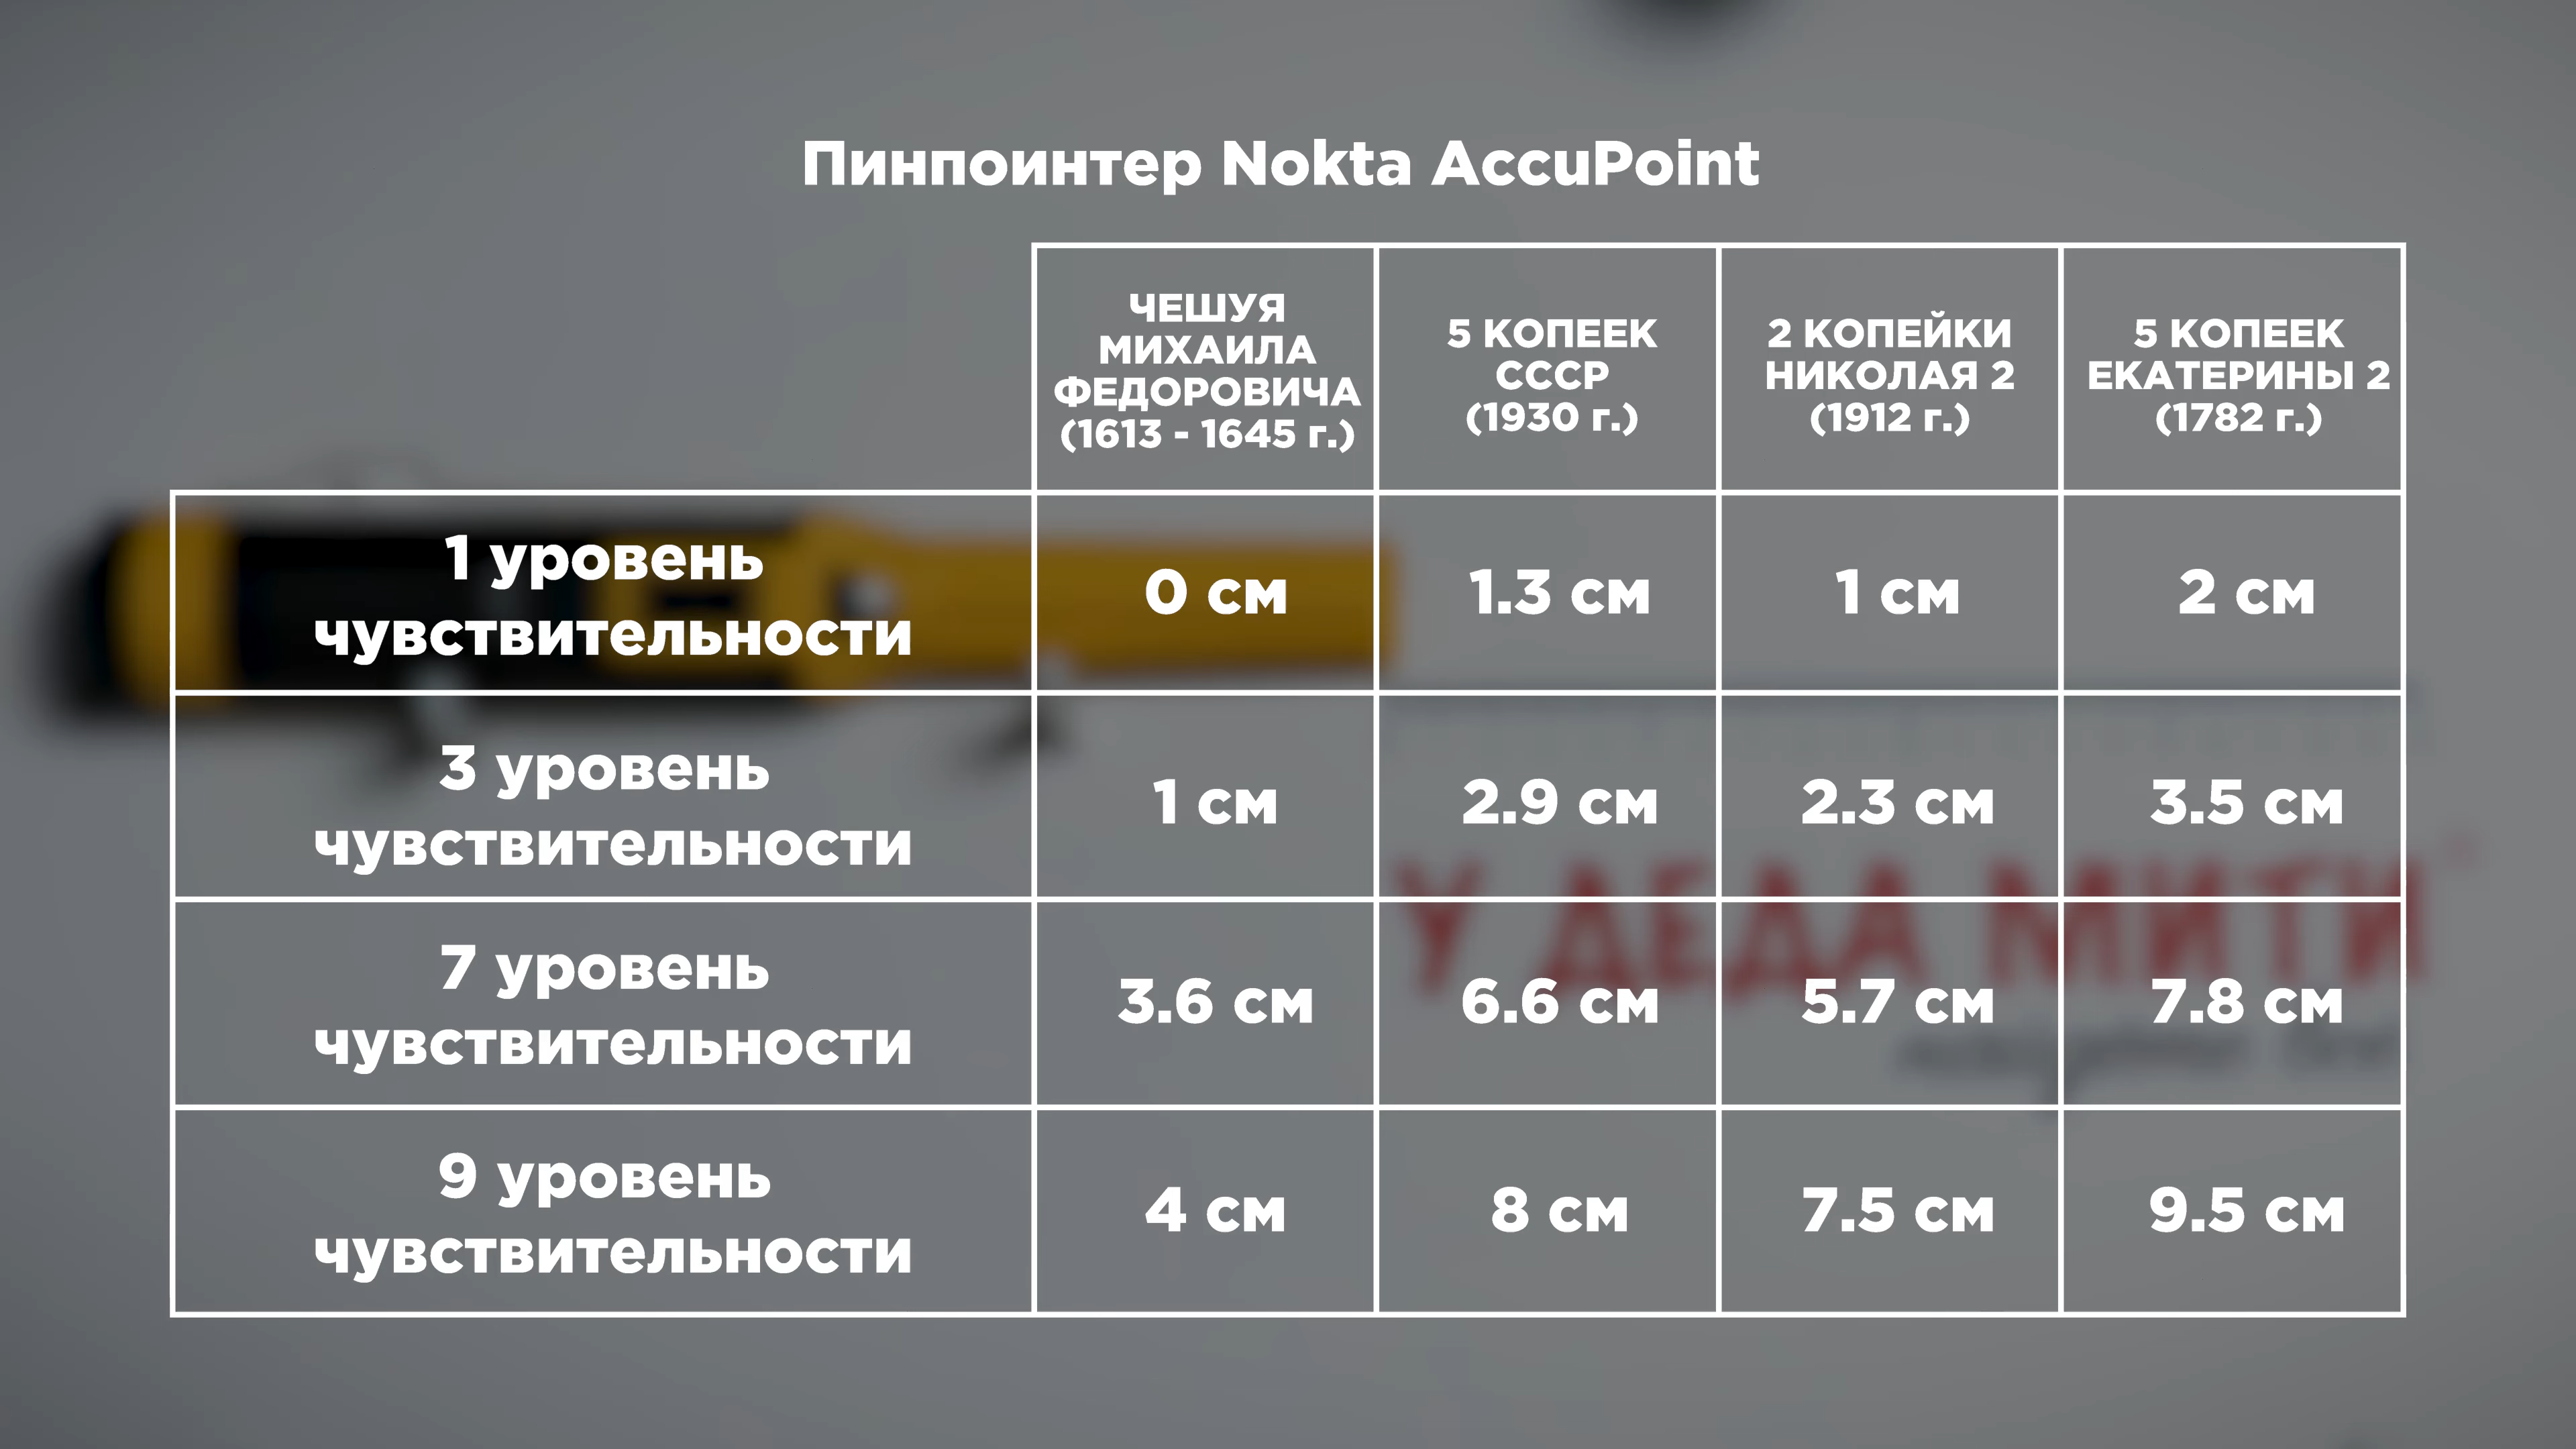 Пинпоинтер Nokta AccuPoint
ЧЕШУЯ
МИХАИЛА
ФЕДОРОВИЧА
(1613 - 1645 г.)
5 КОПЕЕК
СССР
(1930 г.)
2 КОПЕЙКИ
НИКОЛАЯ 2
(1912 г.)
5 КОПЕЕК
ЕКАТЕРИНЫ 2
(1782 г.)
1 уровень
чувствительности
0 см
1.3 см
1 см
2 см
3 уровень
чувствительности
1 см
2.9 см
2.3 см
3.5 см
У ДЕДА МИТИ
7 уровень
чувствительности
3.6 см
6.6 см
5.7 см
7.8 см
9 уровень
чувствительности
4 см
8 см
7.5 см
9.5 см